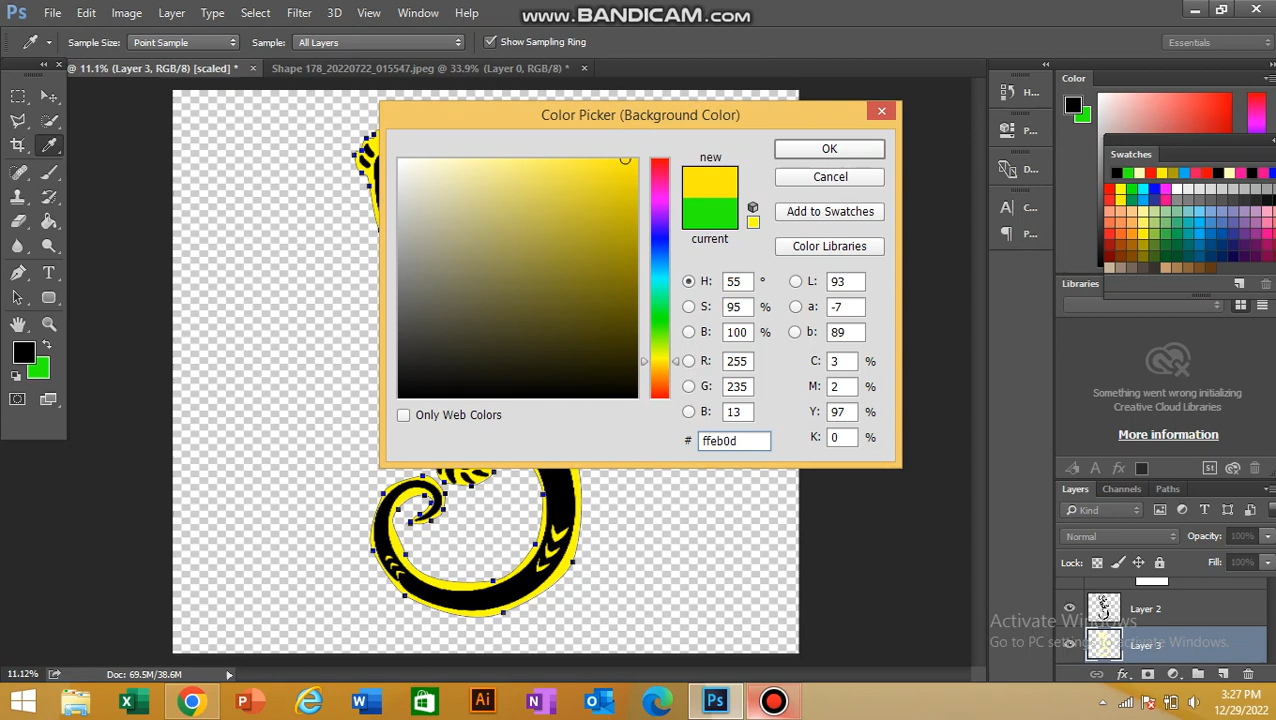 www.BANDICAM.com
Ps File Edit Image Layer Type Select Filter 3D View Window Help
Sample Size: Point Sample Sample: All Layers Show Sampling Ring Essentials
@ 11.1% (Layer 3, RGB/8) [scaled] * Shape 178_20220722_015547.jpeg @ 33.9% (Layer 0, RGB/8) *
Color Picker (Background Color)
new
current
OK
Cancel
Add to Swatches
Color Libraries
H: 55 °
S: 95 %
B: 100 %
R: 255
G: 235
B: 13
# ffeb0d
L: 93
a: -7
b: 89
C: 3 %
M: 2 %
Y: 97 %
K: 0 %
Only Web Colors
H...
P...
D...
C...
P...
Color
Swatches
Libraries
Something went wrong initializing
Creative Cloud Libraries
More information
Layers Channels Paths
Kind
Normal Opacity: 100%
Lock: Fill: 100%
Layer 2
Layer 3
Activate Windows
Go to PC settings to activate Windows.
11.12% Doc: 69.5M/38.6M
3:27 PM
12/29/2022